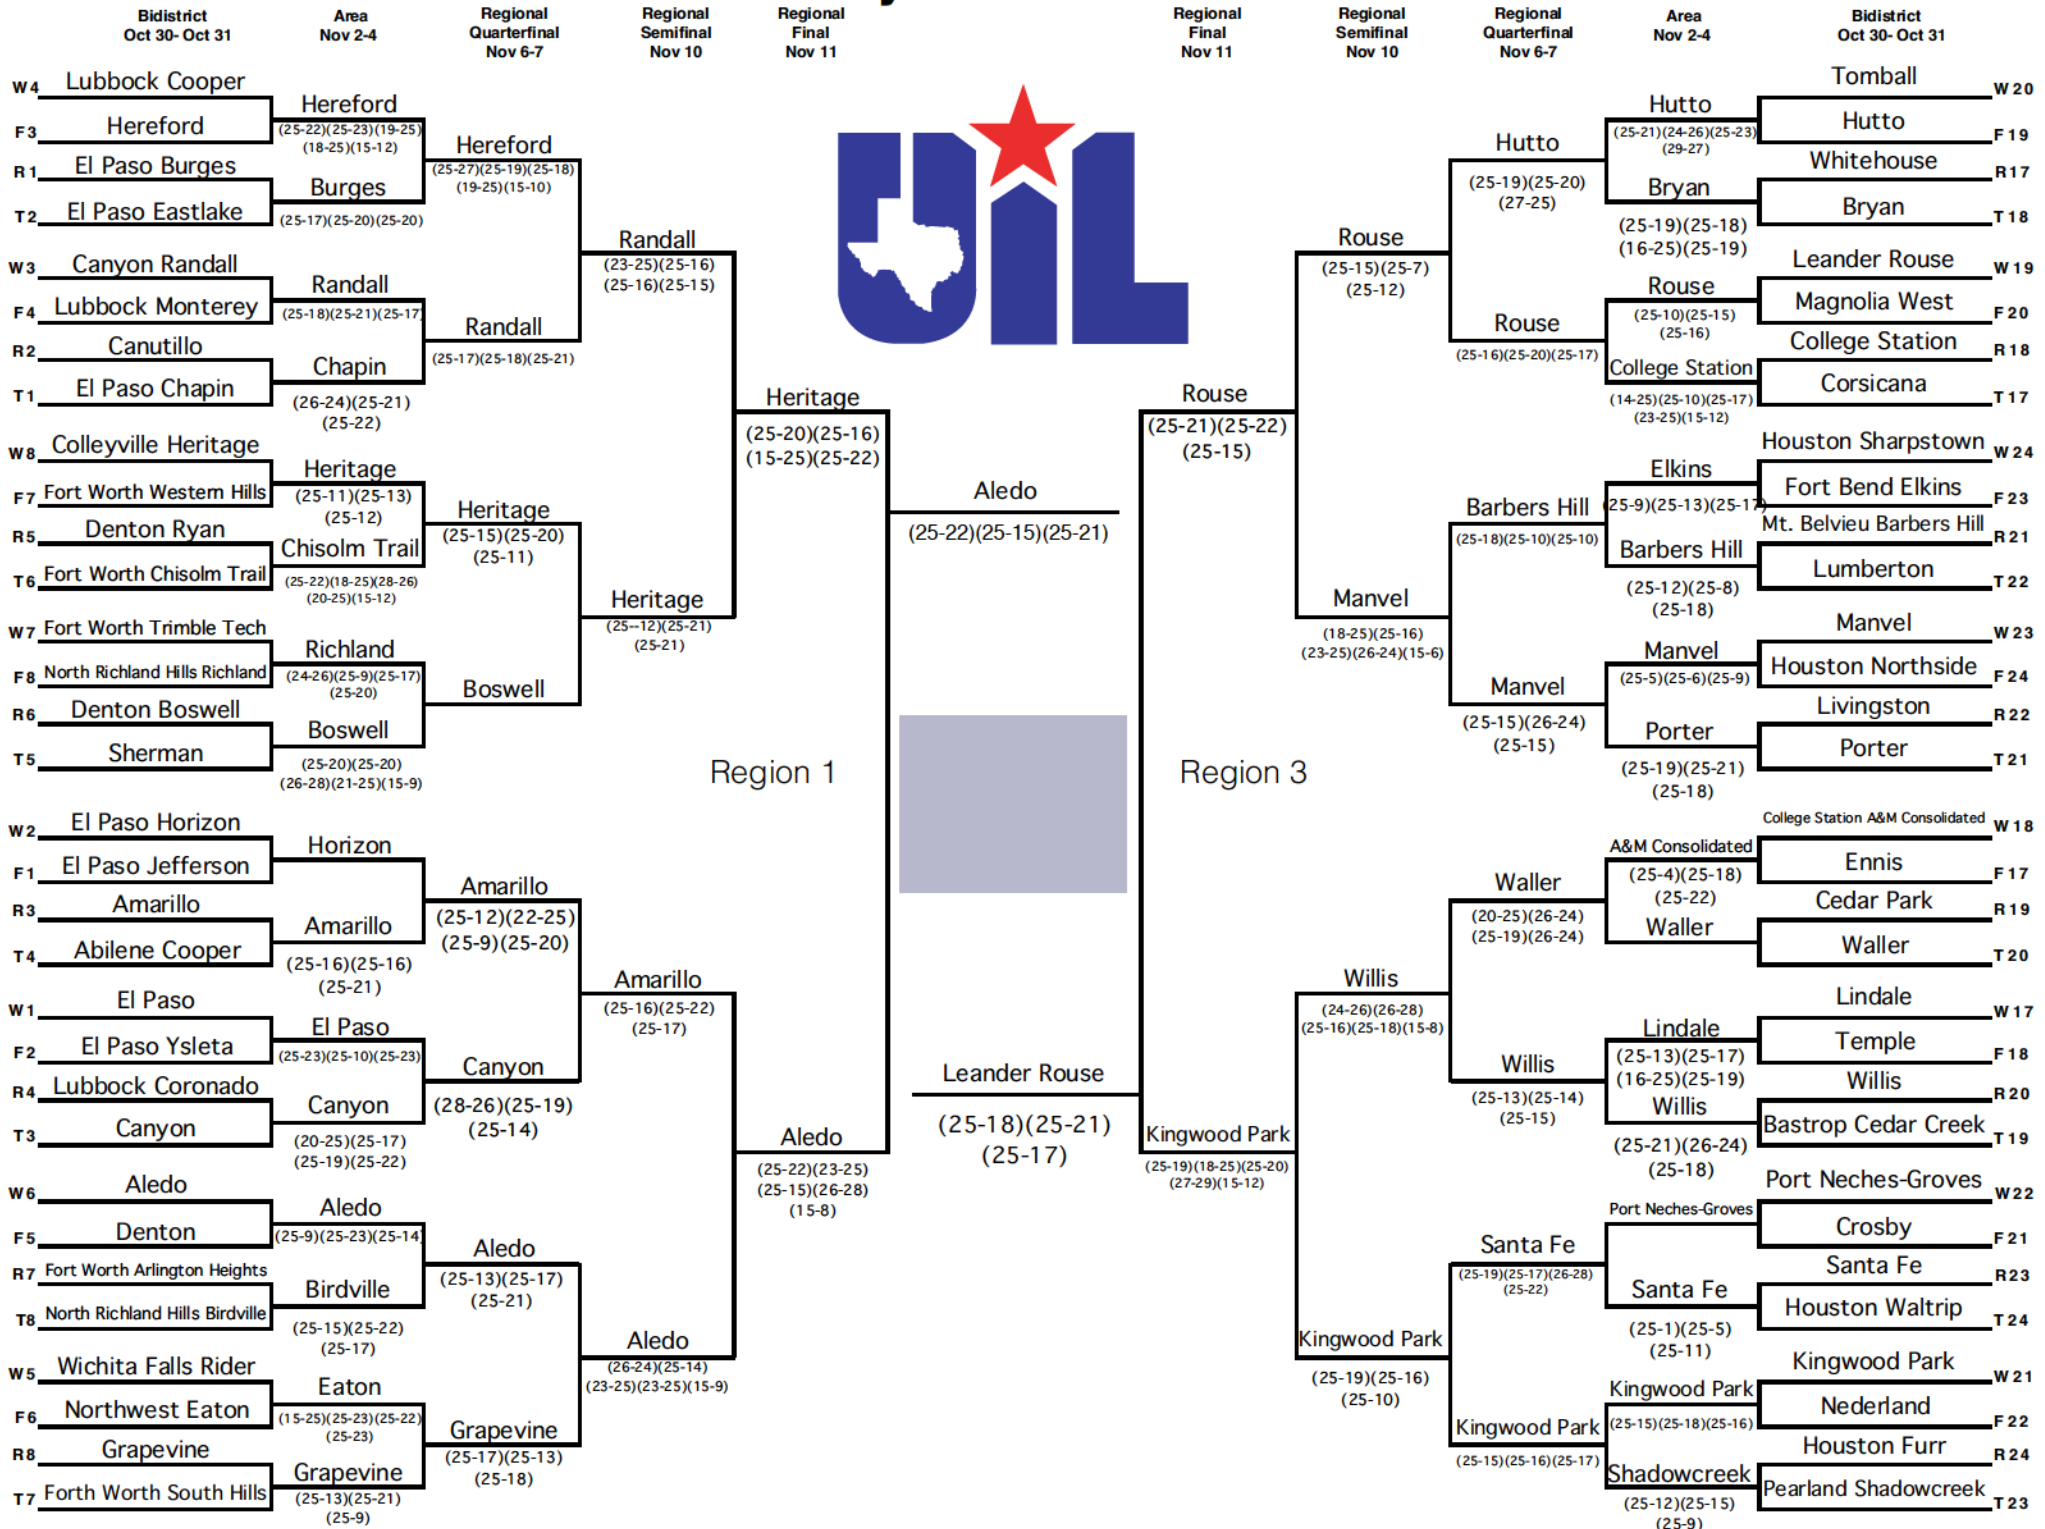 Bidistrict
Oct 30- Oct 31
Area
Nov 2-4
Regional
Quarterfinal
Nov 6-7
Regional
Semifinal
Nov 10
Regional
Final
Nov 11
Regional
Final
Nov 11
Regional
Semifinal
Nov 10
Regional
Quarterfinal
Nov 6-7
Area
Nov 2-4
Bidistrict
Oct 30- Oct 31
W4 Lubbock Cooper
F3 Hereford
R1 El Paso Burges
T2 El Paso Eastlake
W3 Canyon Randall
F4 Lubbock Monterey
R2 Canutillo
T1 El Paso Chapin
W8 Colleyville Heritage
F7 Fort Worth Western Hills
R5 Denton Ryan
T6 Fort Worth Chisolm Trail
W7 Fort Worth Trimble Tech
F8 North Richland Hills Richland
R6 Denton Boswell
T5 Sherman
W2 El Paso Horizon
F1 El Paso Jefferson
R3 Amarillo
T4 Abilene Cooper
W1 El Paso
F2 El Paso Ysleta
R4 Lubbock Coronado
T3 Canyon
W6 Aledo
F5 Denton
R7 Fort Worth Arlington Heights
T8 North Richland Hills Birdville
W5 Wichita Falls Rider
F6 Northwest Eaton
R8 Grapevine
T7 Forth Worth South Hills
Hereford
(25-22)(25-23)(19-25)
(18-25)(15-12)
Burges
(25-17)(25-20)(25-20)
Randall
(25-18)(25-21)(25-17)
Chapin
(26-24)(25-21)
(25-22)
Heritage
(25-11)(25-13)
(25-12)
Chisolm Trail
(25-22)(18-25)(28-26)
(20-25)(15-12)
Richland
(24-26)(25-9)(25-17)
(25-20)
Boswell
(25-20)(25-20)
(26-28)(21-25)(15-9)
Horizon
Amarillo
(25-16)(25-16)
(25-21)
El Paso
(25-23)(25-10)(25-23)
Canyon
(20-25)(25-17)
(25-19)(25-22)
Aledo
(25-9)(25-23)(25-14)
Birdville
(25-15)(25-22)
(25-17)
Eaton
(15-25)(25-23)(25-22)
(25-23)
Grapevine
(25-13)(25-21)
(25-9)
Hereford
(25-27)(25-19)(25-18)
(19-25)(15-10)
Randall
(25-17)(25-18)(25-21)
Heritage
(25-15)(25-20)
(25-11)
Boswell
Amarillo
(25-12)(22-25)
(25-9)(25-20)
Canyon
(28-26)(25-19)
(25-14)
Aledo
(25-13)(25-17)
(25-21)
Grapevine
(25-17)(25-13)
(25-18)
Randall
(23-25)(25-16)
(25-16)(25-15)
Heritage
(25--12)(25-21)
(25-21)
Amarillo
(25-16)(25-22)
(25-17)
Aledo
(26-24)(25-14)
(23-25)(23-25)(15-9)
Heritage
(25-20)(25-16)
(15-25)(25-22)
Aledo
(25-22)(23-25)
(25-15)(26-28)
(15-8)
UIL
Aledo
(25-22)(25-15)(25-21)
Region 1
Region 3
Leander Rouse
(25-18)(25-21)
(25-17)
Rouse
(25-21)(25-22)
(25-15)
Kingwood Park
(25-19)(18-25)(25-20)
(27-29)(15-12)
Rouse
(25-15)(25-7)
(25-12)
Manvel
(18-25)(25-16)
(23-25)(26-24)(15-6)
Willis
(24-26)(26-28)
(25-16)(25-18)(15-8)
Kingwood Park
(25-19)(25-16)
(25-10)
Hutto
(25-19)(25-20)
(27-25)
Rouse
(25-16)(25-20)(25-17)
Barbers Hill
(25-18)(25-10)(25-10)
Manvel
(25-15)(26-24)
(25-15)
Waller
(20-25)(26-24)
(25-19)(26-24)
Willis
(25-13)(25-14)
(25-15)
Santa Fe
(25-19)(25-17)(26-28)
(25-22)
Kingwood Park
(25-15)(25-16)(25-17)
Hutto
(25-21)(24-26)(25-23)
(29-27)
Bryan
(25-19)(25-18)
(16-25)(25-19)
Rouse
(25-10)(25-15)
(25-16)
College Station
(14-25)(25-10)(25-17)
(23-25)(15-12)
Elkins
(25-9)(25-13)(25-17)
Barbers Hill
(25-12)(25-8)
(25-18)
Manvel
(25-5)(25-6)(25-9)
Porter
(25-19)(25-21)
(25-18)
A&M Consolidated
(25-4)(25-18)
(25-22)
Waller
Lindale
(25-13)(25-17)
(16-25)(25-19)
Willis
(25-21)(26-24)
(25-18)
Port Neches-Groves
Santa Fe
(25-1)(25-5)
(25-11)
Kingwood Park
(25-15)(25-18)(25-16)
Shadowcreek
(25-12)(25-15)
(25-9)
Tomball W20
Hutto F19
Whitehouse R17
Bryan T18
Leander Rouse W19
Magnolia West F20
College Station R18
Corsicana T17
Houston Sharpstown W24
Fort Bend Elkins F23
Mt. Belvieu Barbers Hill R21
Lumberton T22
Manvel W23
Houston Northside F24
Livingston R22
Porter T21
College Station A&M Consolidated W18
Ennis F17
Cedar Park R19
Waller T20
Lindale W17
Temple F18
Willis R20
Bastrop Cedar Creek T19
Port Neches-Groves W22
Crosby F21
Santa Fe R23
Houston Waltrip T24
Kingwood Park W21
Nederland F22
Houston Furr R24
Pearland Shadowcreek T23